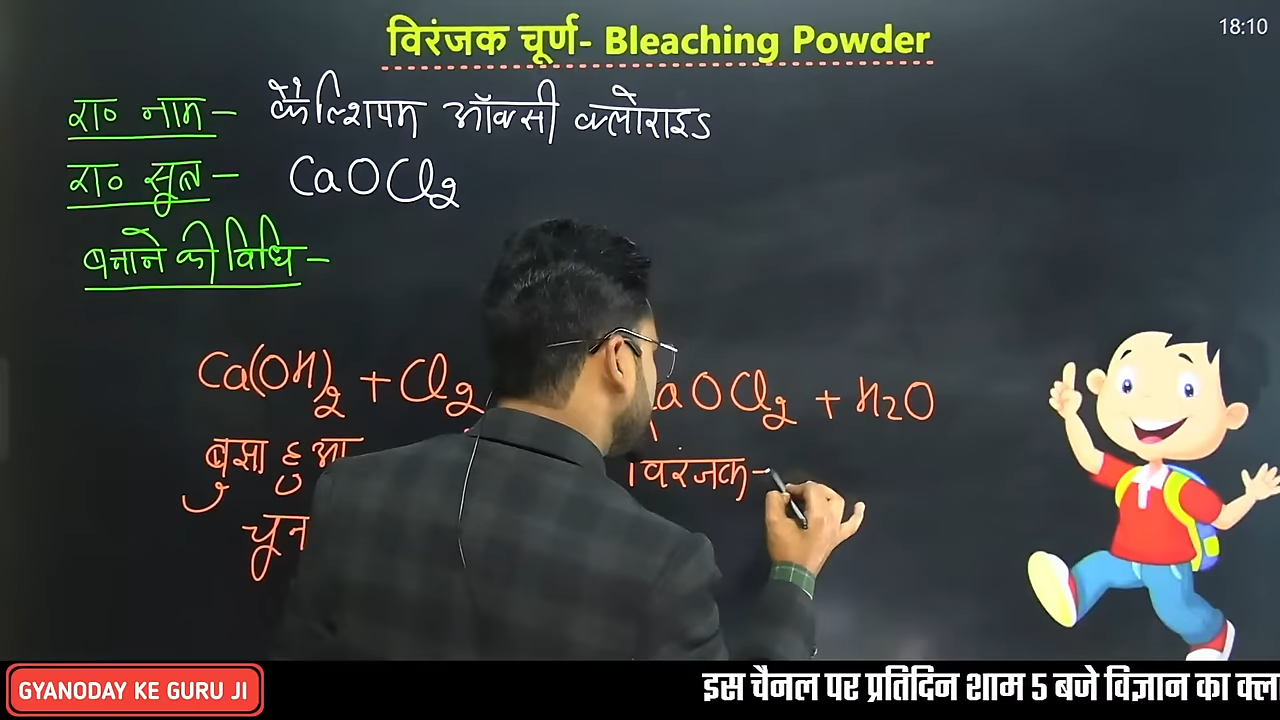 विरंजक चूर्ण- Bleaching Powder
18:10
रा० नाम - कैल्शियम ऑक्सी क्लोराइड
रा० सूत्र - CaOCl2
बनाने की विधि -
Ca(OH)2 + Cl2 aOCl2 + H2O
बुझा हुआ विरंजक
चून
GYANODAY KE GURU JI
इस चैनल पर प्रतिदिन शाम 5 बजे विज्ञान का क्ला